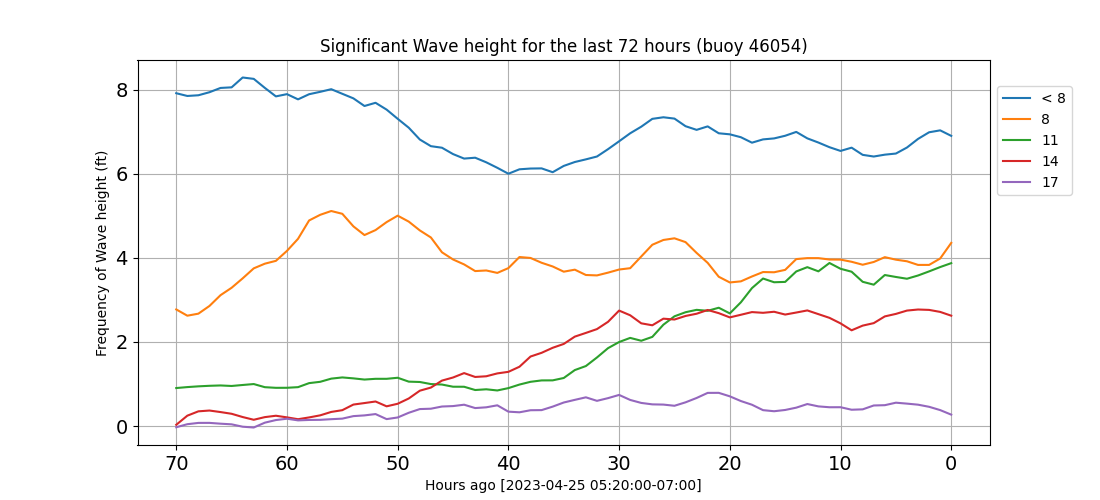 Significant Wave height for the last 72 hours (buoy 46054)
Frequency of Wave height (ft)
8
6
4
2
0
70 60 50 40 30 20 10 0
Hours ago [2023-04-25 05:20:00-07:00]
< 8
8
11
14
17